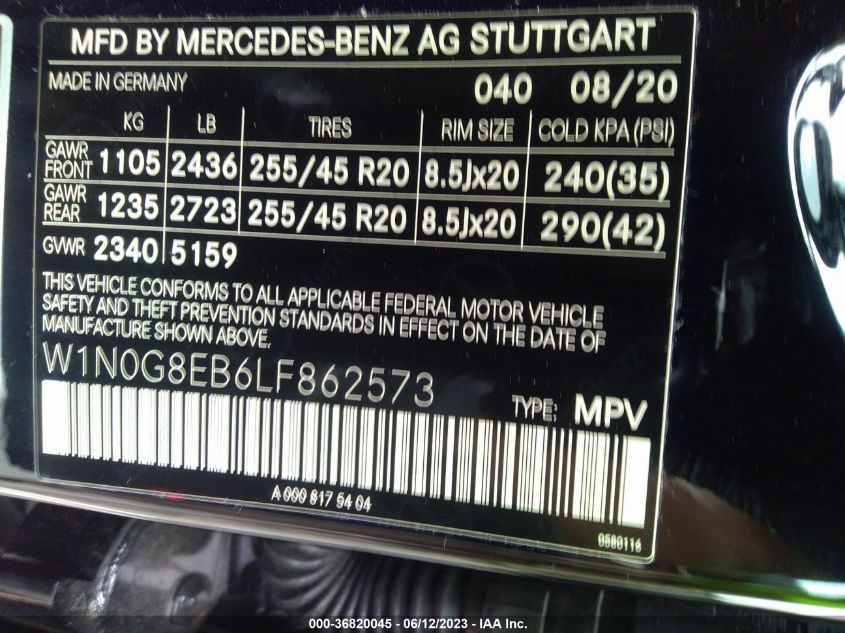 MFD BY MERCEDES-BENZ AG STUTTGART
MADE IN GERMANY 040 08/20
KG LB TIRES RIM SIZE COLD KPA (PSI)
GAWR FRONT 1105 2436 255/45 R20 8.5Jx20 240(35)
GAWR REAR 1235 2723 255/45 R20 8.5Jx20 290(42)
GVWR 2340 5159
THIS VEHICLE CONFORMS TO ALL APPLICABLE FEDERAL MOTOR VEHICLE
SAFETY AND THEFT PREVENTION STANDARDS IN EFFECT ON THE DATE OF
MANUFACTURE SHOWN ABOVE.
W1N0G8EB6LF862573
TYPE: MPV
A 000 817 54 04
0580116
000-36820045 - 06/12/2023 - IAA Inc.